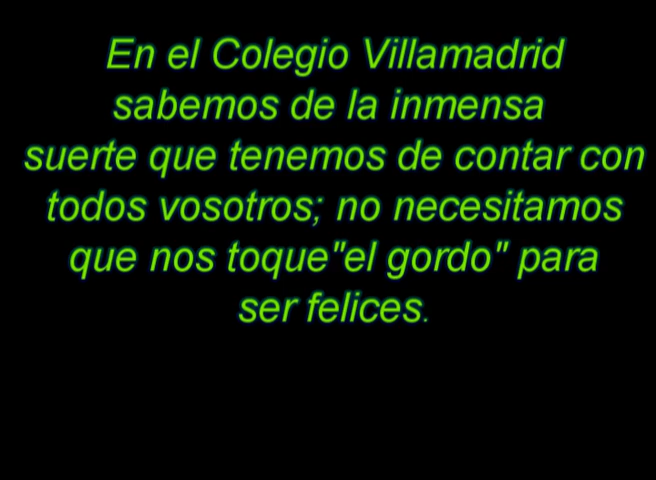 En el Colegio Villamadrid
sabemos de la inmensa
suerte que tenemos de contar con
todos vosotros; no necesitamos
que nos toque"el gordo" para
ser felices.